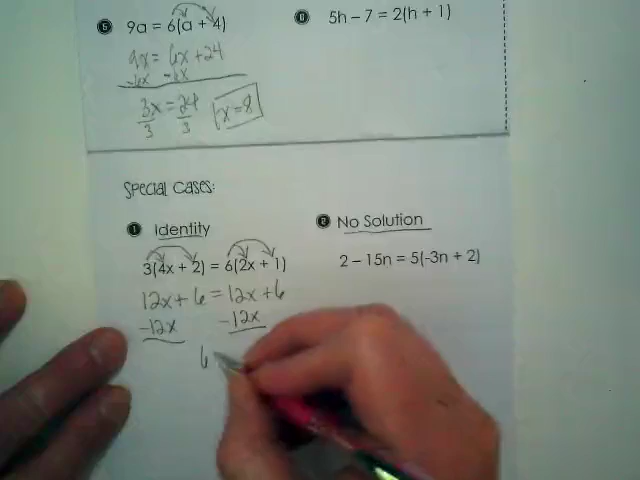 5 9a = 6(a + 4)
9x = 6x + 24
-6x -6x
3x = 24
3 3
x = 8
5h – 7 = 2(h + 1)
Special Cases:
1 Identity
3(4x + 2) = 6(2x + 1)
12x + 6 = 12x + 6
-12x -12x
6
2 No Solution
2 – 15n = 5(-3n + 2)